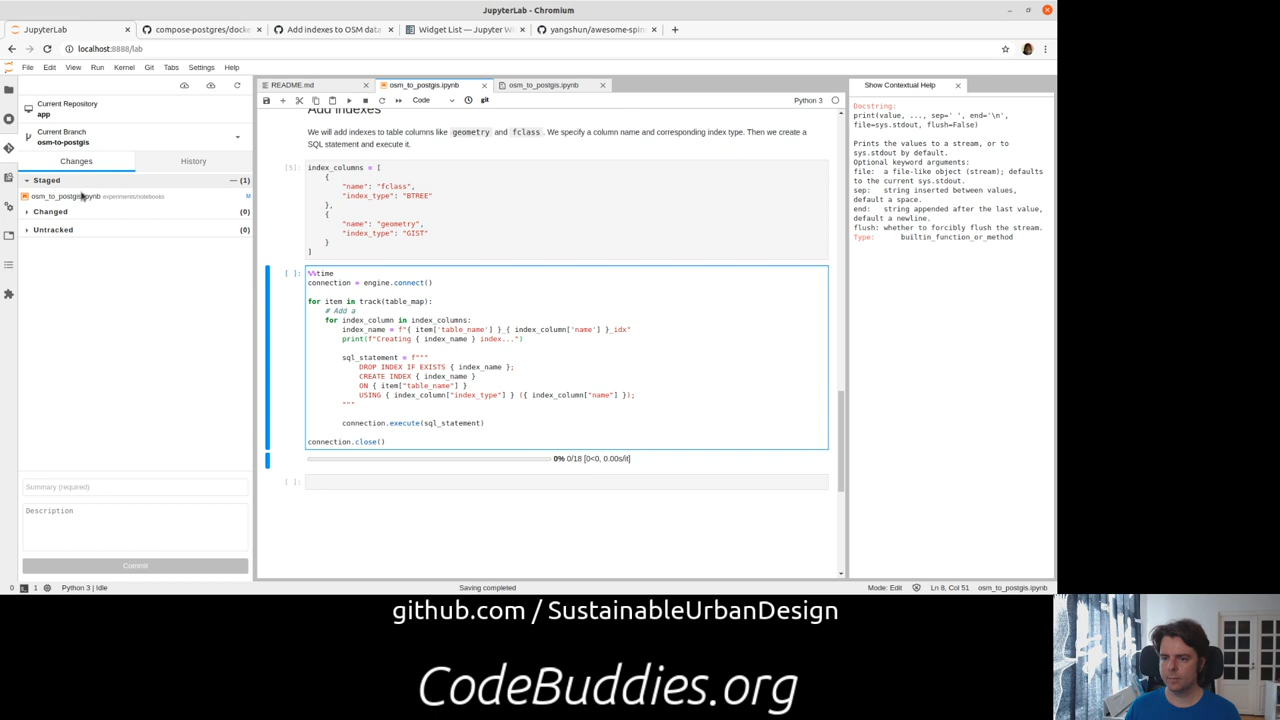 JupyterLab - Chromium
JupyterLab
compose-postgres/docke
Add indexes to OSM data
Widget List — Jupyter Wi
yangshun/awesome-spin
localhost:8888/lab
File Edit View Run Kernel Git Tabs Settings Help
Current Repository
app
Current Branch
osm-to-postgis
Changes History
Staged (1)
osm_to_postgis.ipynb experiments/notebooks M
Changed (0)
Untracked (0)
Summary (required)
Description
Commit
README.md
osm_to_postgis.ipynb
osm_to_postgis.ipynb
Code
git
Python 3
Add indexes
We will add indexes to table columns like geometry and fclass. We specify a column name and corresponding index type. Then we create a
SQL statement and execute it.
[5]: index_columns = [
{
"name": "fclass",
"index_type": "BTREE"
},
{
"name": "geometry",
"index_type": "GIST"
}
]
[ ]: %%time
connection = engine.connect()
for item in track(table_map):
# Add a
for index_column in index_columns:
index_name = f"{ item['table_name'] }_{ index_column['name'] }_idx"
print(f"Creating { index_name } index...")
sql_statement = f"""
DROP INDEX IF EXISTS { index_name };
CREATE INDEX { index_name }
ON { item["table_name"] }
USING { index_column["index_type"] } ({ index_column["name"] });
"""
connection.execute(sql_statement)
connection.close()
0% 0/18 [0<0, 0.00s/it]
[ ]:
Show Contextual Help
Docstring:
print(value, ..., sep=' ', end='\n',
file=sys.stdout, flush=False)
Prints the values to a stream, or to
sys.stdout by default.
Optional keyword arguments:
file: a file-like object (stream); defaults
to the current sys.stdout.
sep: string inserted between values,
default a space.
end: string appended after the last value,
default a newline.
flush: whether to forcibly flush the stream.
Type: builtin_function_or_method
0 1 Python 3 | Idle
Saving completed
Mode: Edit Ln 8, Col 51 osm_to_postgis.ipynb
github.com / SustainableUrbanDesign
CodeBuddies.org